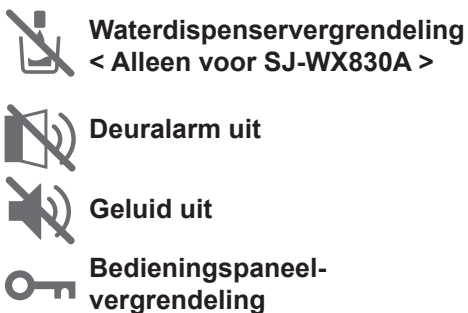 Waterdispenservergrendeling
< Alleen voor SJ-WX830A >
Deuralarm uit
Geluid uit
Bedieningspaneel-
vergrendeling